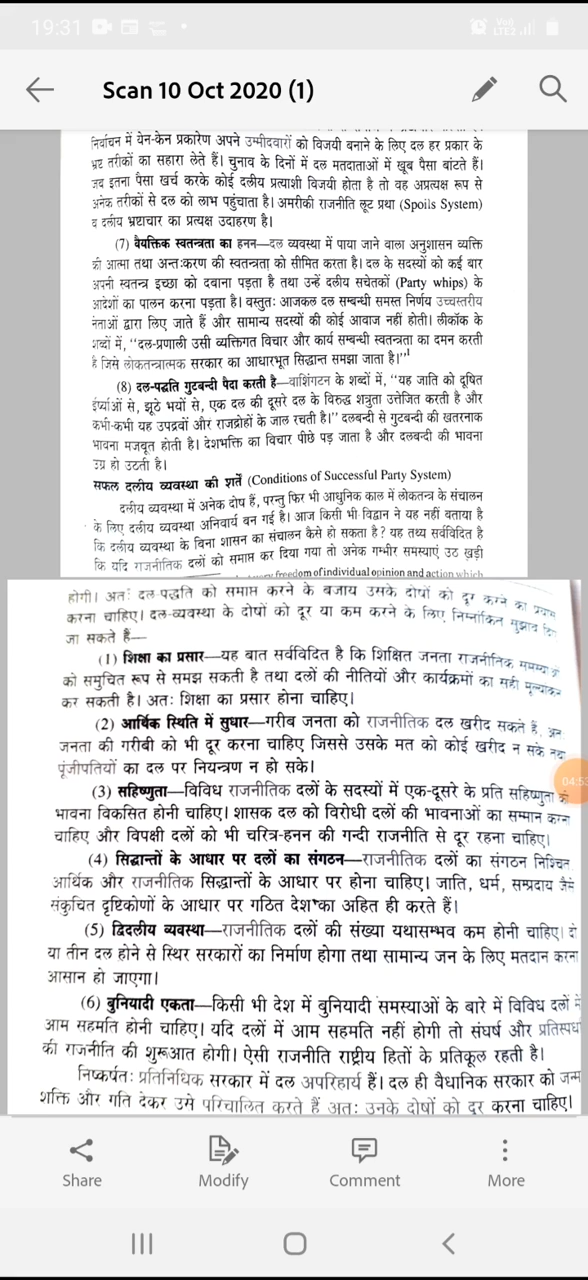 19:31
Vo)) LTE2
Scan 10 Oct 2020 (1)
निर्वाचन में येन-केन प्रकारेण अपने उम्मीदवारों को विजयी बनाने के लिए दल हर प्रकार के
भ्रष्ट तरीकों का सहारा लेते हैं। चुनाव के दिनों में दल मतदाताओं में खूब पैसा बांटते हैं।
जब इतना पैसा खर्च करके कोई दलीय प्रत्याशी विजयी होता है तो वह अप्रत्यक्ष रूप से
अनेक तरीकों से दल को लाभ पहुंचाता है। अमरीकी राजनीति लूट प्रथा (Spoils System)
व दलीय भ्रष्टाचार का प्रत्यक्ष उदाहरण है।
(7) वैयक्तिक स्वतन्त्रता का हनन—दल व्यवस्था में पाया जाने वाला अनुशासन व्यक्ति
की आत्मा तथा अन्तःकरण की स्वतन्त्रता को सीमित करता है। दल के सदस्यों को कई बार
अपनी स्वतन्त्र इच्छा को दबाना पड़ता है तथा उन्हें दलीय सचेतकों (Party whips) के
आदेशों का पालन करना पड़ता है। वस्तुतः आजकल दल सम्बन्धी समस्त निर्णय उच्चस्तरीय
नेताओं द्वारा लिए जाते हैं और सामान्य सदस्यों की कोई आवाज नहीं होती। लीकॉक के
शब्दों में, “दल-प्रणाली उसी व्यक्तिगत विचार और कार्य सम्बन्धी स्वतन्त्रता का दमन करती
है जिसे लोकतन्त्रात्मक सरकार का आधारभूत सिद्धान्त समझा जाता है।”1
(8) दल-पद्धति गुटबन्दी पैदा करती है—वाशिंगटन के शब्दों में, “यह जाति को दूषित
ईर्ष्याओं से, झूठे भयों से, एक दल की दूसरे दल के विरुद्ध शत्रुता उत्तेजित करती है और
कभी-कभी यह उपद्रवों और राजद्रोहों के जाल रचती है।” दलबन्दी से गुटबन्दी की खतरनाक
भावना मजबूत होती है। देशभक्ति का विचार पीछे पड़ जाता है और दलबन्दी की भावना
उग्र हो उठती है।
सफल दलीय व्यवस्था की शर्तें (Conditions of Successful Party System)
दलीय व्यवस्था में अनेक दोष हैं, परन्तु फिर भी आधुनिक काल में लोकतन्त्र के संचालन
के लिए दलीय व्यवस्था अनिवार्य बन गई है। आज किसी भी विद्वान ने यह नहीं बताया है
कि दलीय व्यवस्था के बिना शासन का संचालन कैसे हो सकता है? यह तथ्य सर्वविदित है
कि यदि राजनीतिक दलों को समाप्त कर दिया गया तो अनेक गम्भीर समस्याएं उठ खड़ी
freedom of individual opinion and action which
होगी। अतः दल-पद्धति को समाप्त करने के बजाय उसके दोषों को दूर करने का प्रयास
करना चाहिए। दल-व्यवस्था के दोषों को दूर या कम करने के लिए निम्नांकित सुझाव दिए
जा सकते हैं—
(1) शिक्षा का प्रसार—यह बात सर्वविदित है कि शिक्षित जनता राजनीतिक समस्याओं
को समुचित रूप से समझ सकती है तथा दलों की नीतियों और कार्यक्रमों का सही मूल्यांकन
कर सकती है। अतः शिक्षा का प्रसार होना चाहिए।
(2) आर्थिक स्थिति में सुधार—गरीब जनता को राजनीतिक दल खरीद सकते हैं, अतः
जनता की गरीबी को भी दूर करना चाहिए जिससे उसके मत को कोई खरीद न सके तथा
पूंजीपतियों का दल पर नियन्त्रण न हो सके।
04:53
(3) सहिष्णुता—विविध राजनीतिक दलों के सदस्यों में एक-दूसरे के प्रति सहिष्णुता की
भावना विकसित होनी चाहिए। शासक दल को विरोधी दलों की भावनाओं का सम्मान करना
चाहिए और विपक्षी दलों को भी चरित्र-हनन की गन्दी राजनीति से दूर रहना चाहिए।
(4) सिद्धान्तों के आधार पर दलों का संगठन—राजनीतिक दलों का संगठन निश्चित
आर्थिक और राजनीतिक सिद्धान्तों के आधार पर होना चाहिए। जाति, धर्म, सम्प्रदाय जैसे
संकुचित दृष्टिकोणों के आधार पर गठित देश का अहित ही करते हैं।
(5) द्विदलीय व्यवस्था—राजनीतिक दलों की संख्या यथासम्भव कम होनी चाहिए। दो
या तीन दल होने से स्थिर सरकारों का निर्माण होगा तथा सामान्य जन के लिए मतदान करना
आसान हो जाएगा।
(6) बुनियादी एकता—किसी भी देश में बुनियादी समस्याओं के बारे में विविध दलों में
आम सहमति होनी चाहिए। यदि दलों में आम सहमति नहीं होगी तो संघर्ष और प्रतिस्पर्धा
की राजनीति की शुरूआत होगी। ऐसी राजनीति राष्ट्रीय हितों के प्रतिकूल रहती है।
निष्कर्षतः प्रतिनिधिक सरकार में दल अपरिहार्य हैं। दल ही वैधानिक सरकार को जन्म
शक्ति और गति देकर उसे परिचालित करते हैं अतः उनके दोषों को दूर करना चाहिए।
Share
Modify
Comment
More